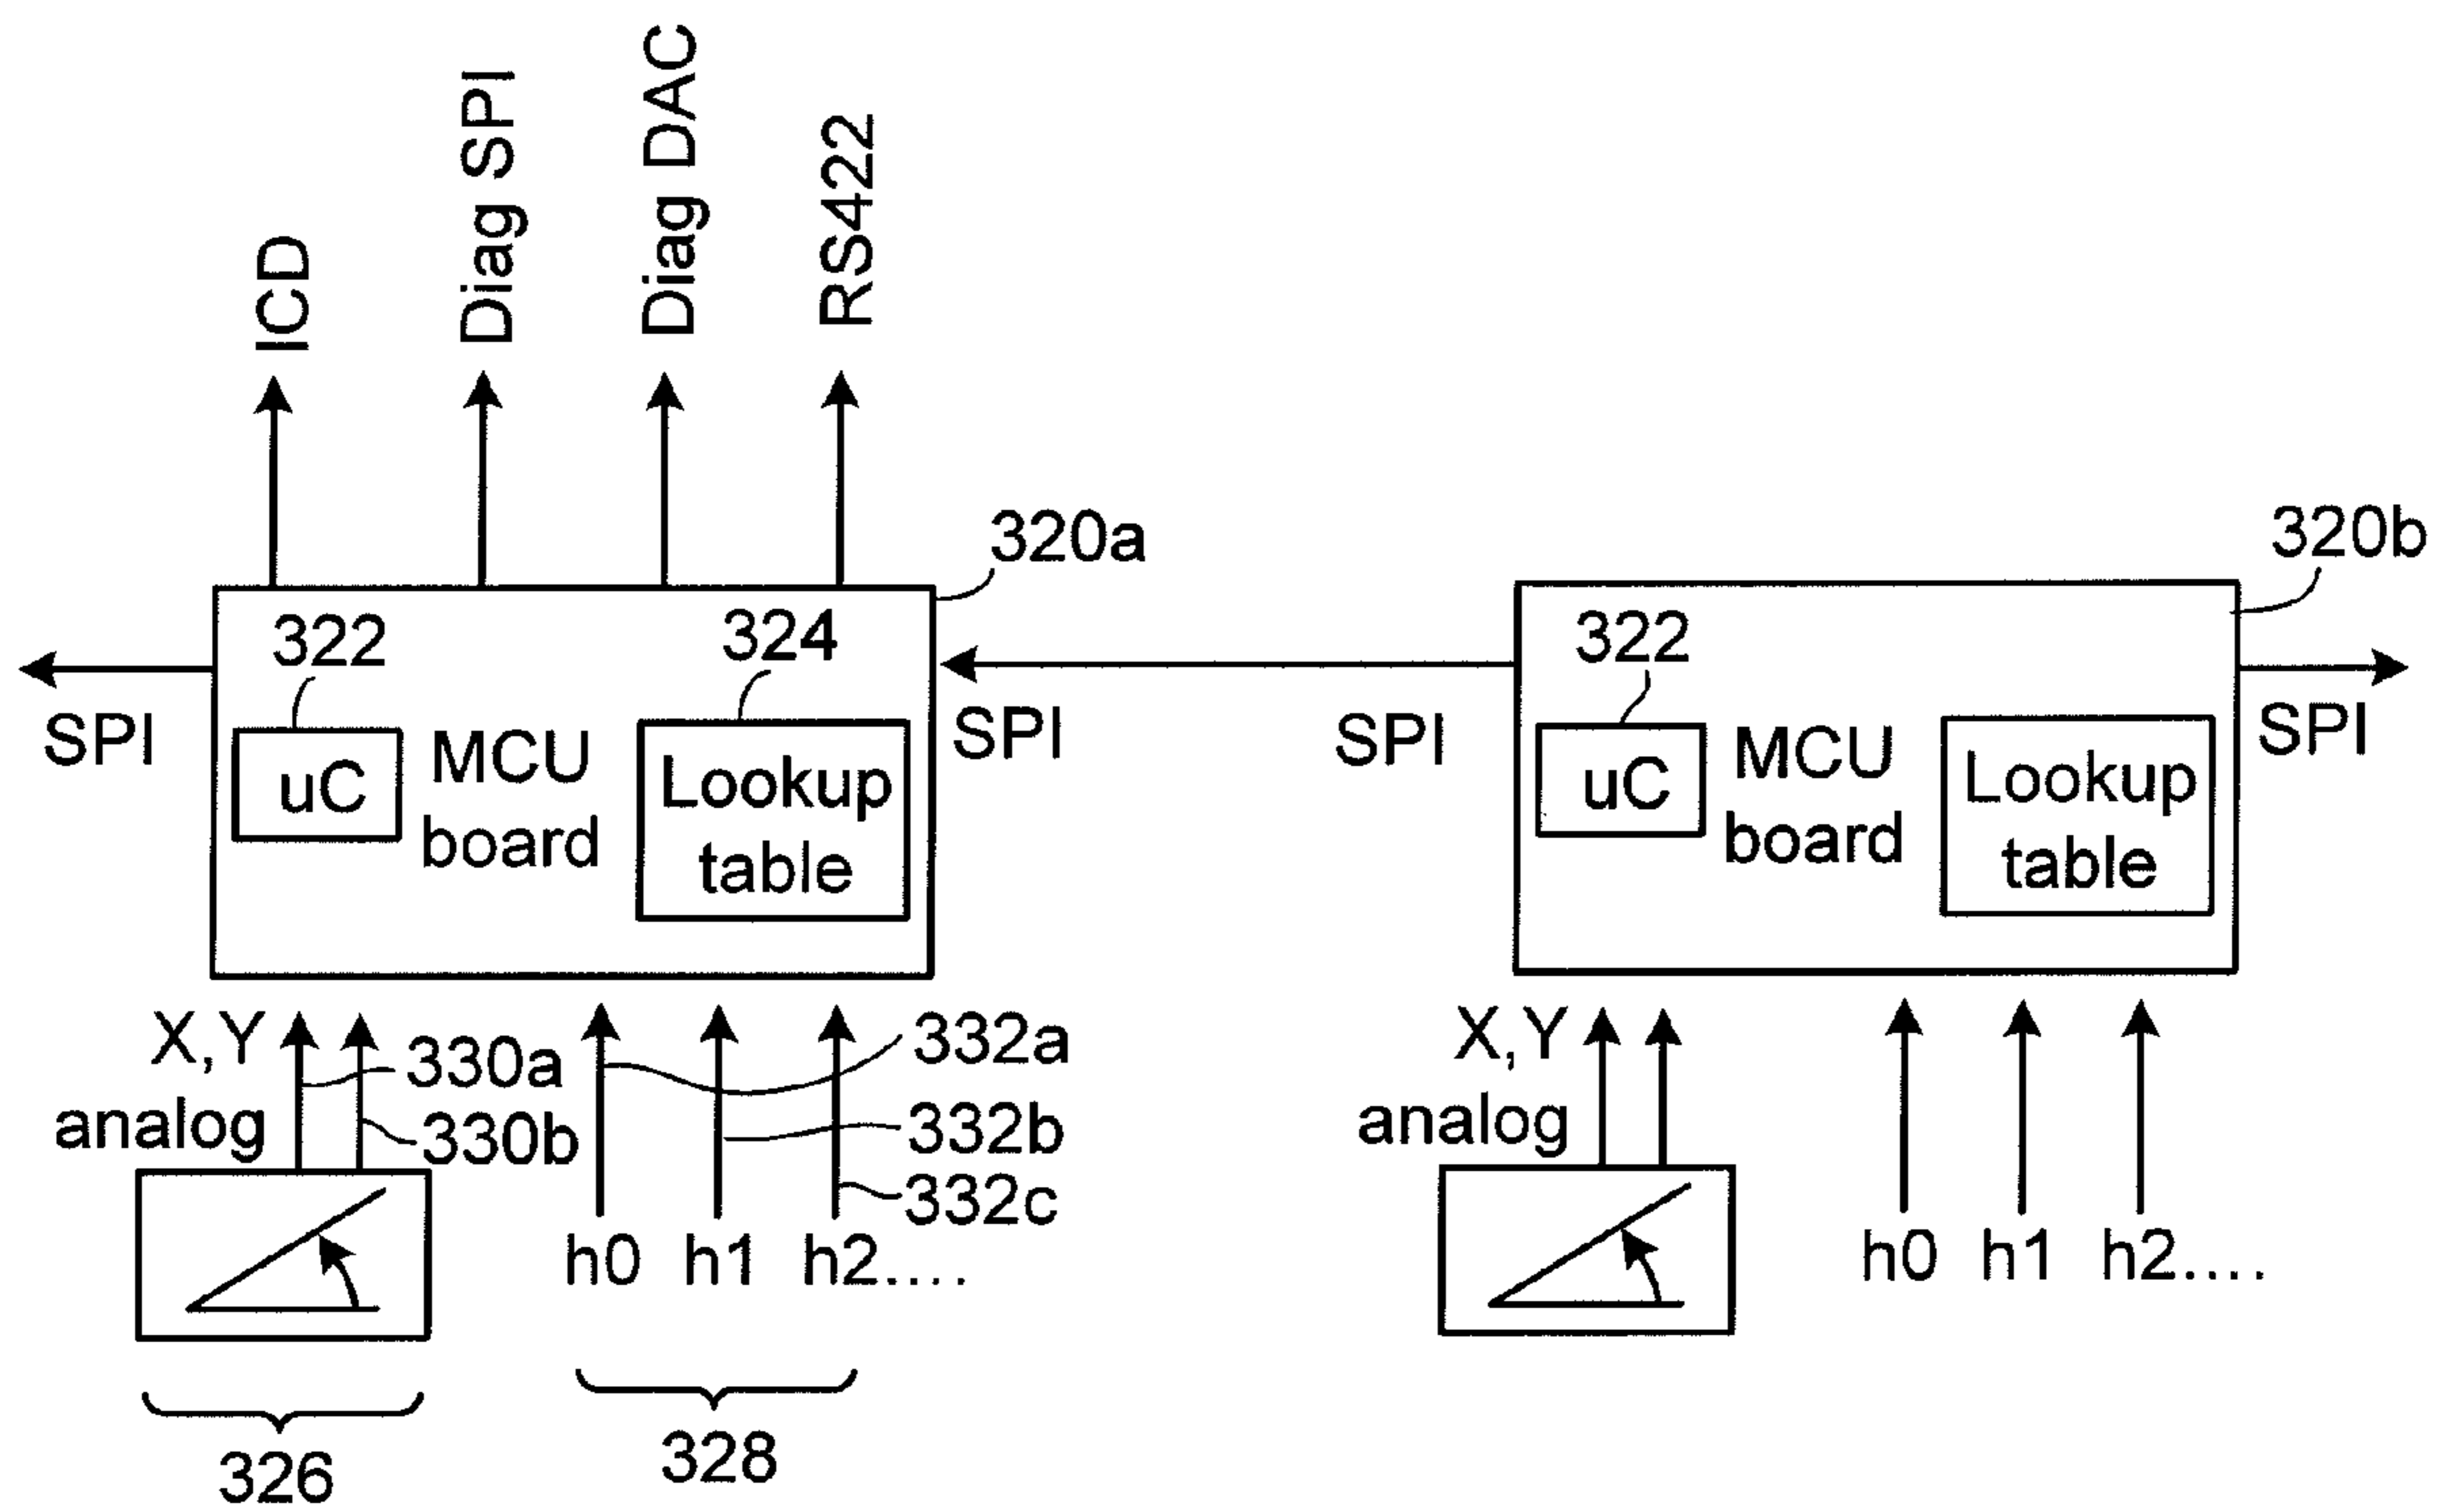 ICD
Diag SPI
Diag DAC
RS422
320a
320b
322
324
322
SPI
uC
MCU
board
Lookup
table
SPI
SPI
uC
MCU
board
Lookup
table
SPI
X,Y
analog
330a
330b
332a
332b
332c
h0
h1
h2....
326
328
X,Y
analog
h0
h1
h2....